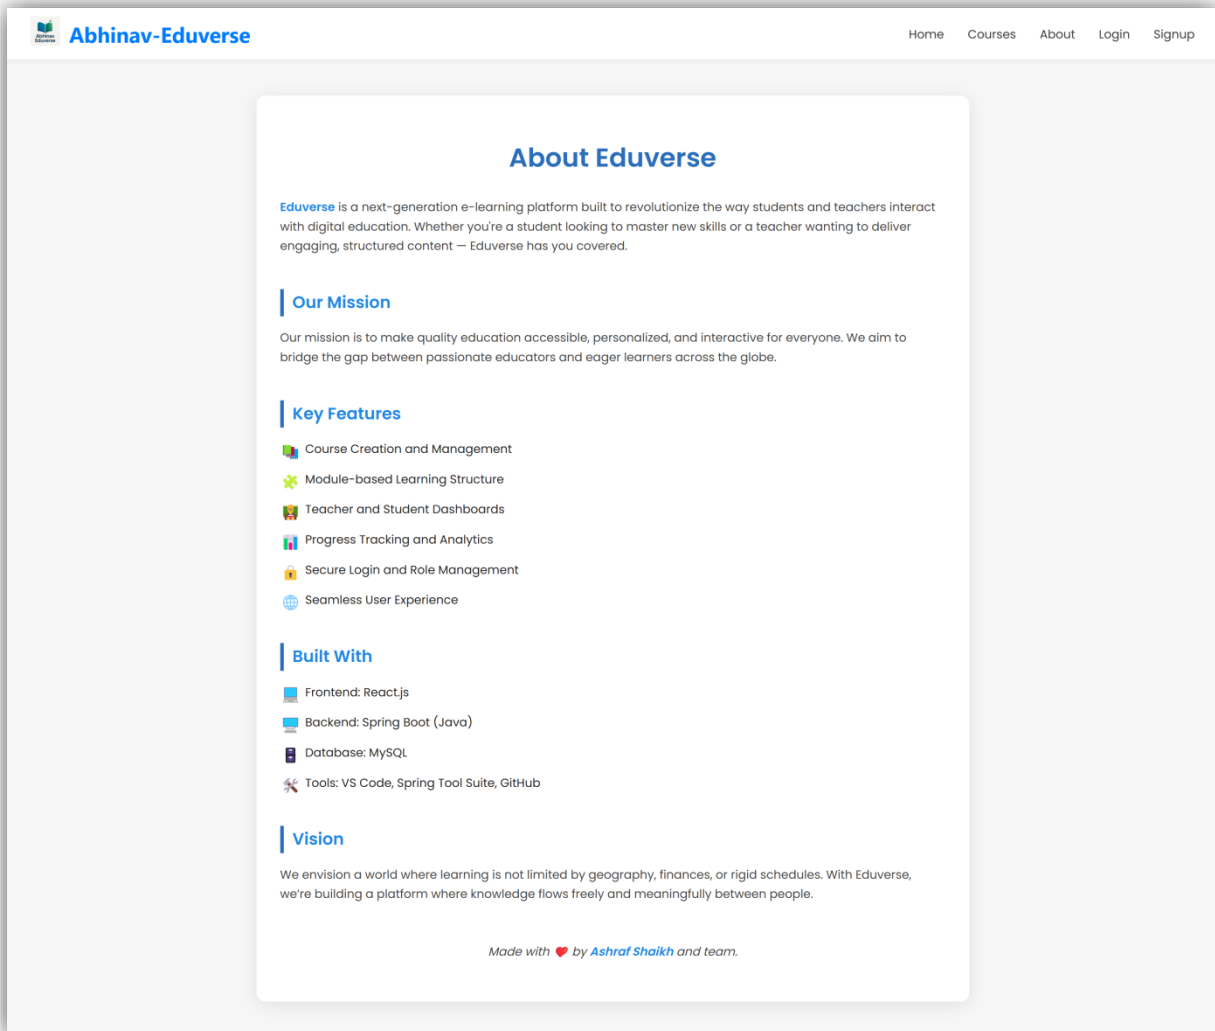 Abhinav
Eduverse
Abhinav-Eduverse
Home Courses About Login Signup
About Eduverse
Eduverse is a next-generation e-learning platform built to revolutionize the way students and teachers interact
with digital education. Whether you're a student looking to master new skills or a teacher wanting to deliver
engaging, structured content — Eduverse has you covered.
Our Mission
Our mission is to make quality education accessible, personalized, and interactive for everyone. We aim to
bridge the gap between passionate educators and eager learners across the globe.
Key Features
Course Creation and Management
Module-based Learning Structure
Teacher and Student Dashboards
Progress Tracking and Analytics
Secure Login and Role Management
Seamless User Experience
Built With
Frontend: React.js
Backend: Spring Boot (Java)
Database: MySQL
Tools: VS Code, Spring Tool Suite, GitHub
Vision
We envision a world where learning is not limited by geography, finances, or rigid schedules. With Eduverse,
we're building a platform where knowledge flows freely and meaningfully between people.
Made with ❤️ by Ashraf Shaikh and team.